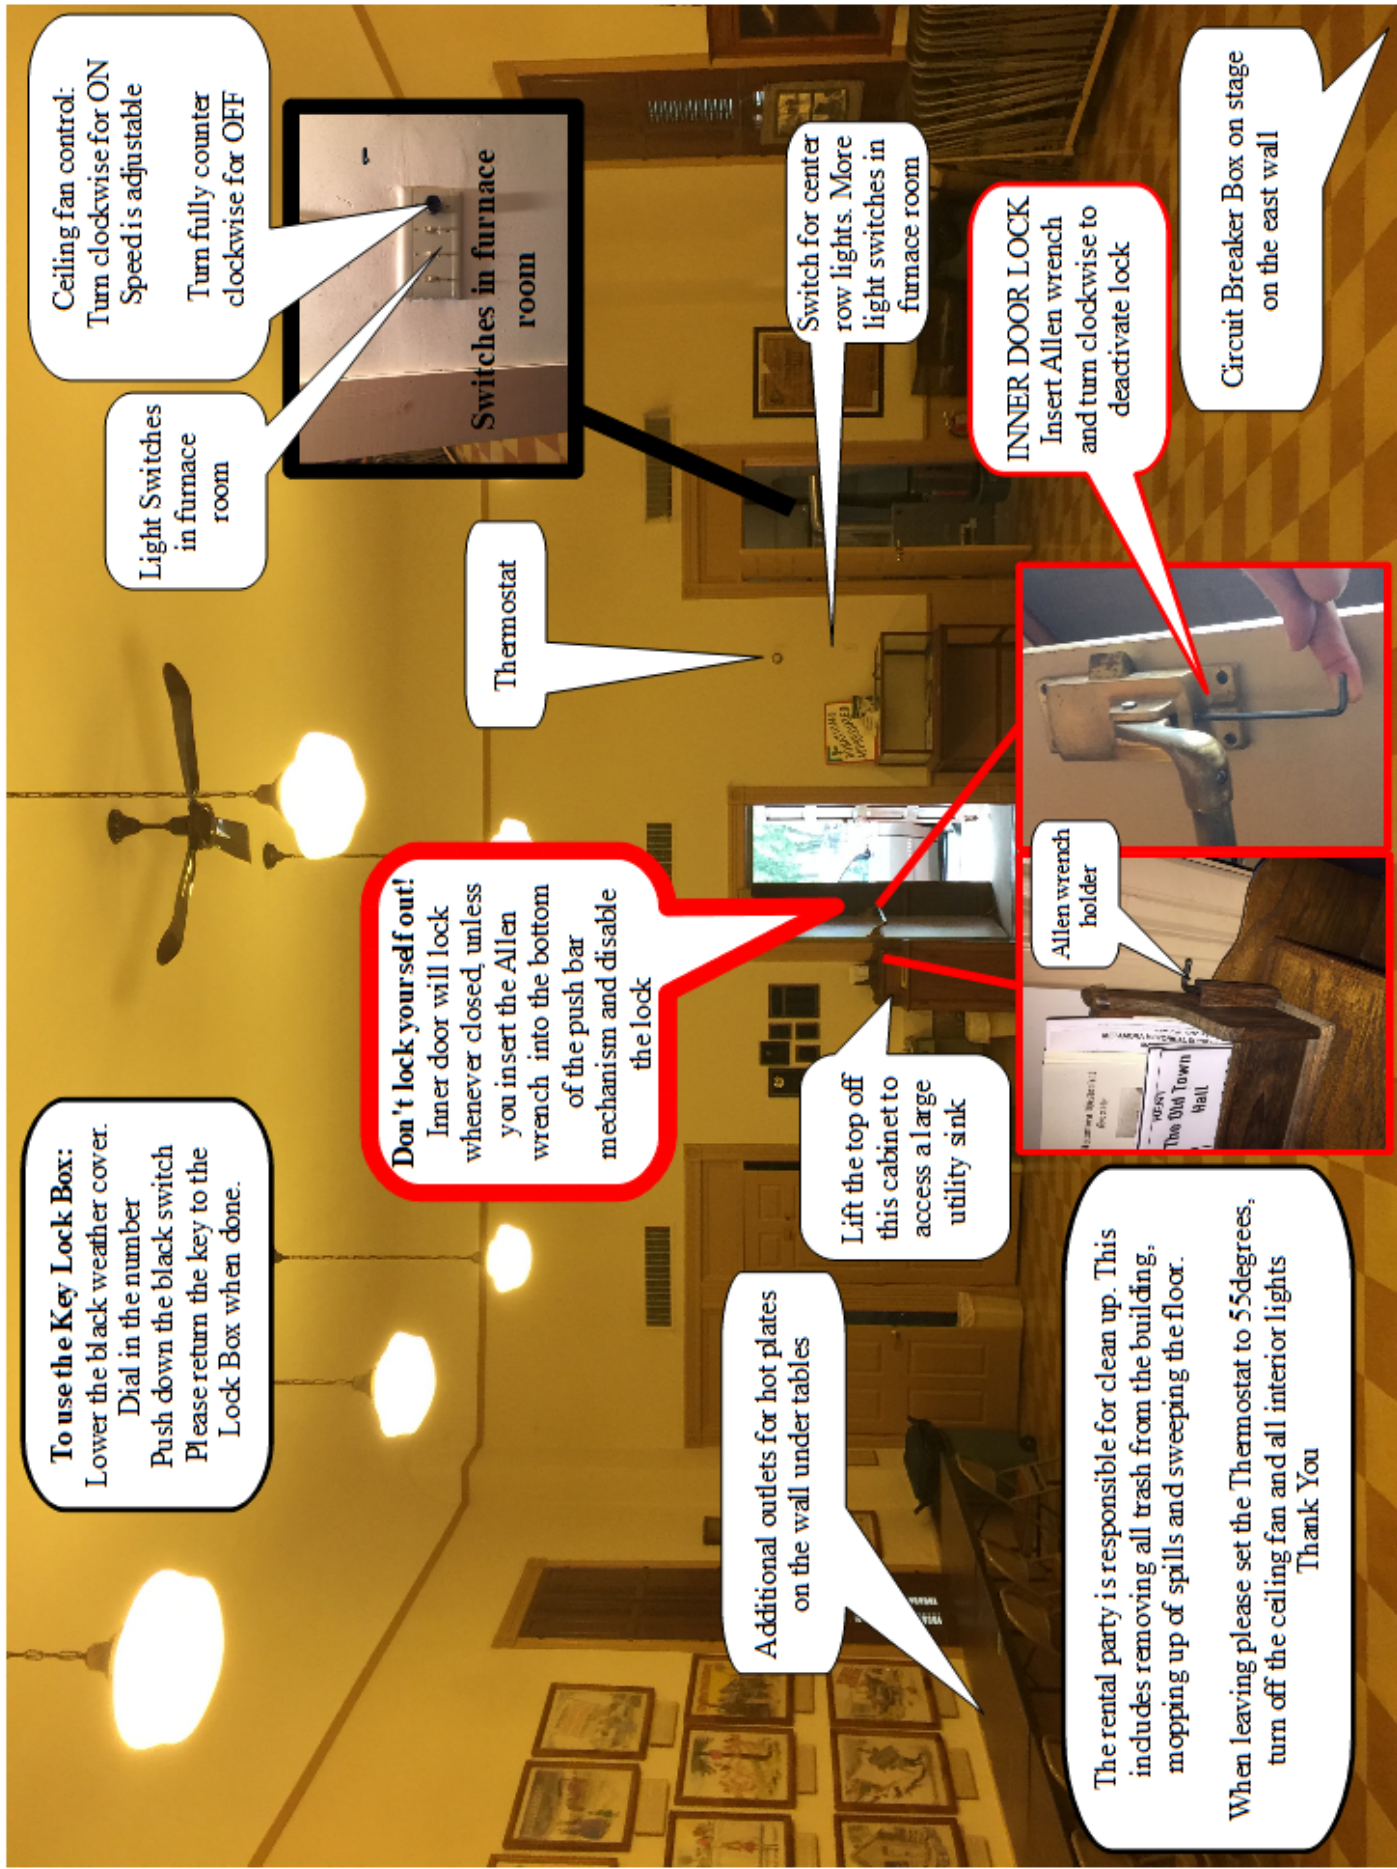 To use the Key Lock Box:
Lower the black weather cover.
Dial in the number
Push down the black switch
Please return the key to the
Lock Box when done.
Ceiling fan control:
Turn clockwise for ON
Speed is adjustable
Turn fully counter
clockwise for OFF
Light Switches
in furnace
room
Switches in furnace
room
Don't lock yourself out!
Inner door will lock
whenever closed, unless
you insert the Allen
wrench into the bottom
of the push bar
mechanism and disable
the lock
Thermostat
Additional outlets for hot plates
on the wall under tables
Lift the top off
this cabinet to
access a large
utility sink
Switch for center
row lights. More
light switches in
furnace room
INNER DOOR LOCK
Insert Allen wrench
and turn clockwise to
deactivate lock
Allen wrench
holder
The Old Town
Hall
The rental party is responsible for clean up. This
includes removing all trash from the building,
mopping up of spills and sweeping the floor.
When leaving please set the Thermostat to 55degrees,
turn off the ceiling fan and all interior lights
Thank You
Circuit Breaker Box on stage
on the east wall